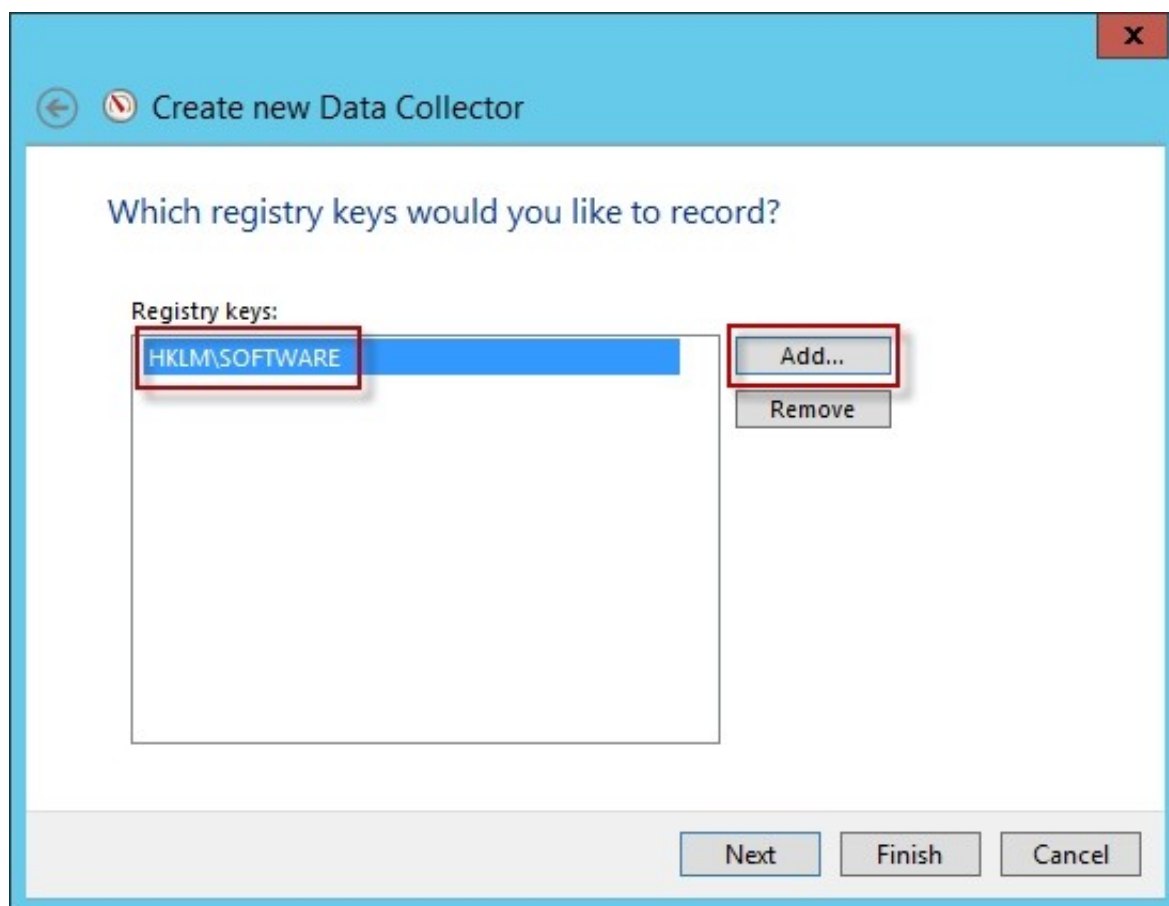 x
Create new Data Collector
Which registry keys would you like to record?
Registry keys:
HKLM\SOFTWARE
Add...
Remove
Next
Finish
Cancel